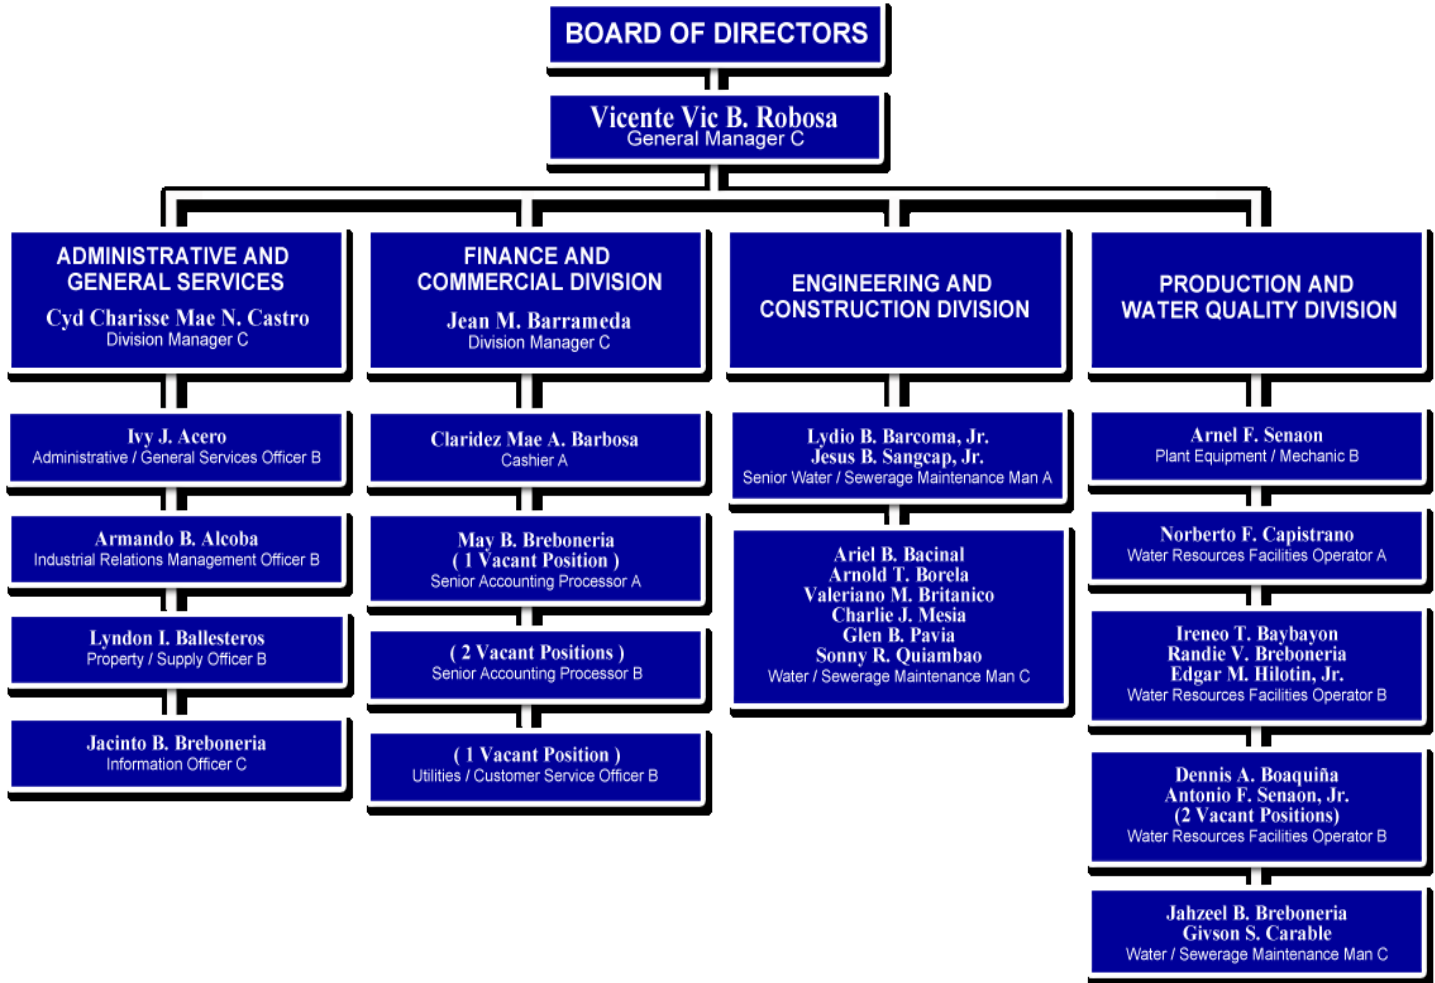 BOARD OF DIRECTORS
Vicente Vic B. Robosa
General Manager C
ADMINISTRATIVE AND
GENERAL SERVICES
Cyd Charisse Mae N. Castro
Division Manager C
Ivy J. Acero
Administrative / General Services Officer B
Armando B. Alcoba
Industrial Relations Management Officer B
Lyndon I. Ballesteros
Property / Supply Officer B
Jacinto B. Breboneria
Information Officer C
FINANCE AND
COMMERCIAL DIVISION
Jean M. Barrameda
Division Manager C
Claridez Mae A. Barbosa
Cashier A
May B. Breboneria
( 1 Vacant Position )
Senior Accounting Processor A
( 2 Vacant Positions )
Senior Accounting Processor B
( 1 Vacant Position )
Utilities / Customer Service Officer B
ENGINEERING AND
CONSTRUCTION DIVISION
Lydio B. Barcoma, Jr.
Jesus B. Sangcap, Jr.
Senior Water / Sewerage Maintenance Man A
Ariel B. Bacinal
Arnold T. Borela
Valeriano M. Britanico
Charlie J. Mesia
Glen B. Pavia
Sonny R. Quiambao
Water / Sewerage Maintenance Man C
PRODUCTION AND
WATER QUALITY DIVISION
Arnel F. Senaon
Plant Equipment / Mechanic B
Norberto F. Capistrano
Water Resources Facilities Operator A
Ireneo T. Baybayon
Randie V. Breboneria
Edgar M. Hilotin, Jr.
Water Resources Facilities Operator B
Dennis A. Boaquiña
Antonio F. Senaon, Jr.
(2 Vacant Positions)
Water Resources Facilities Operator B
Jahzeel B. Breboneria
Givson S. Carable
Water / Sewerage Maintenance Man C